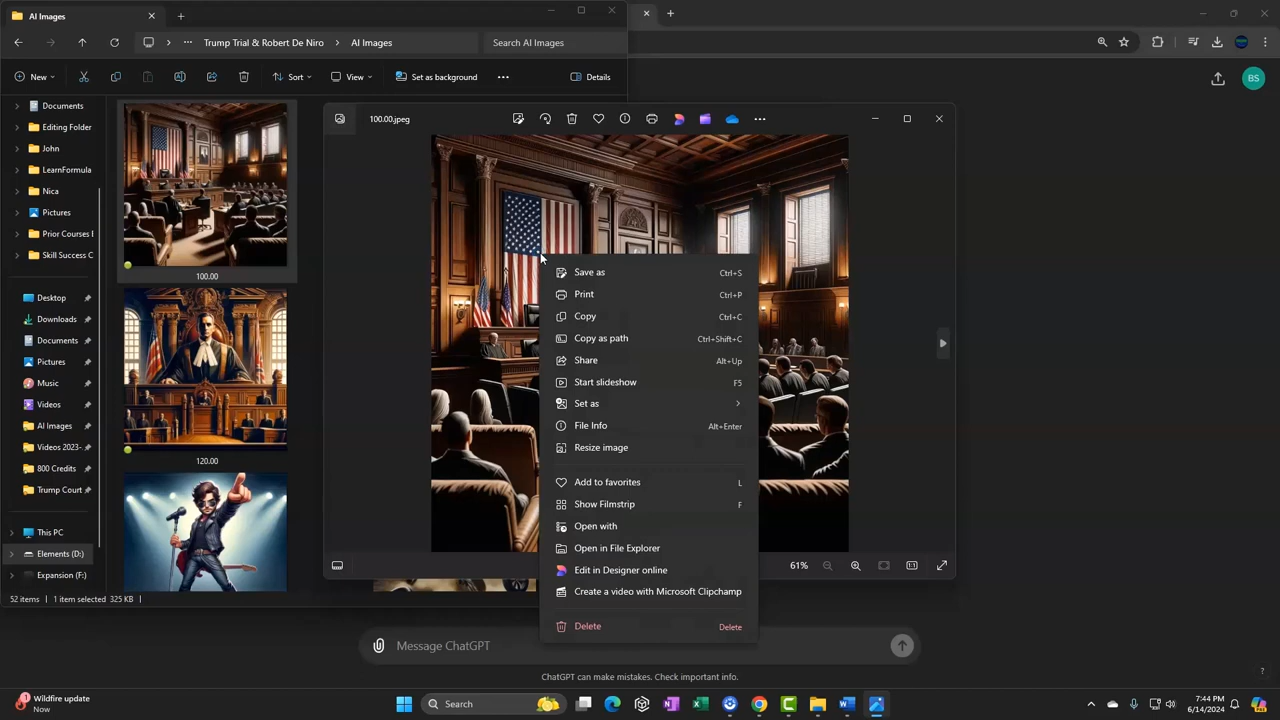 AI Images
Trump Trial & Robert De Niro
AI Images
Search AI Images
New
Sort
View
Set as background
Details
BS
Documents
Editing Folder
John
LearnFormula
Nica
Pictures
Prior Courses
Skill Success C
Desktop
Downloads
Documents
Pictures
Music
Videos
AI Images
Videos 2023-
800 Credits
Trump Court
This PC
Elements (D:)
Expansion (F:)
100.00
120.00
52 items
1 item selected 325 KB
100.00.jpeg
Save as Ctrl+S
Print Ctrl+P
Copy Ctrl+C
Copy as path Ctrl+Shift+C
Share Alt+Up
Start slideshow F5
Set as
File Info Alt+Enter
Resize image
Add to favorites L
Show Filmstrip F
Open with
Open in File Explorer
Edit in Designer online
Create a video with Microsoft Clipchamp
Delete Delete
61%
Message ChatGPT
ChatGPT can make mistakes. Check important info.
?
1
Wildfire update
Now
Search
7:44 PM
6/14/2024